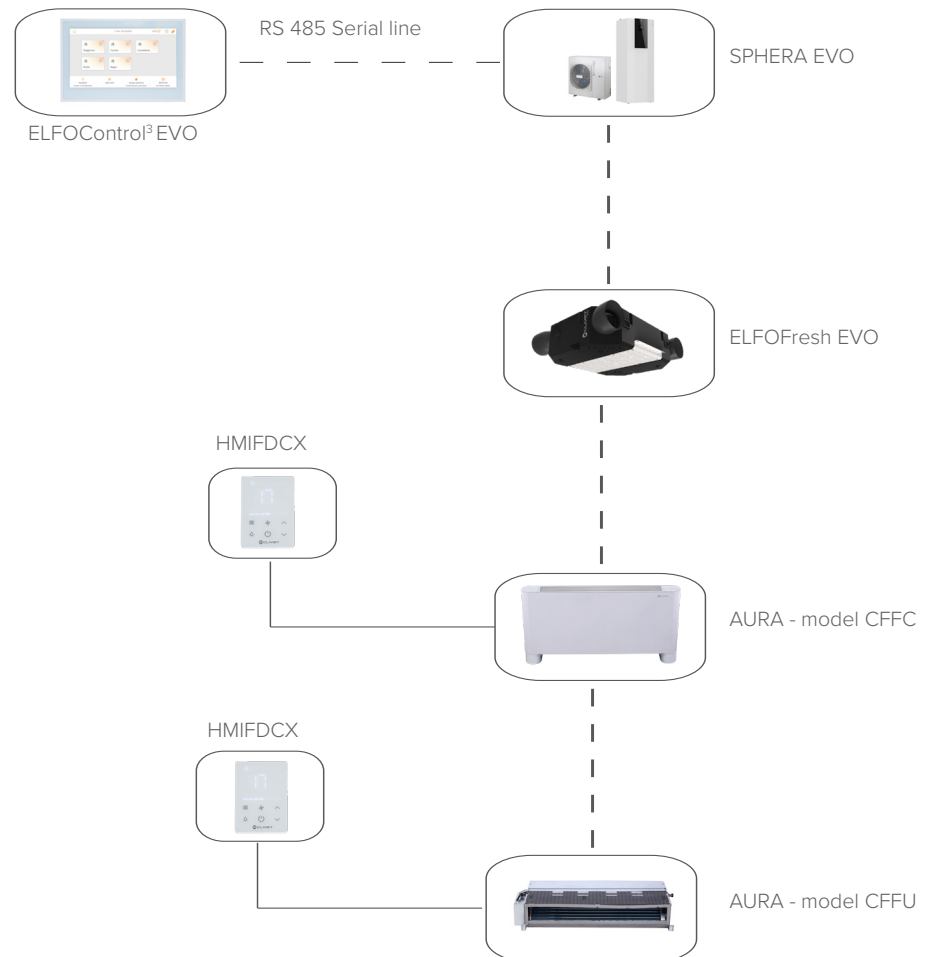 RS 485 Serial line
SPHERA EVO
ELFOControl³ EVO
ELFOFresh EVO
HMIFDCX
AURA - model CFFC
HMIFDCX
AURA - model CFFU